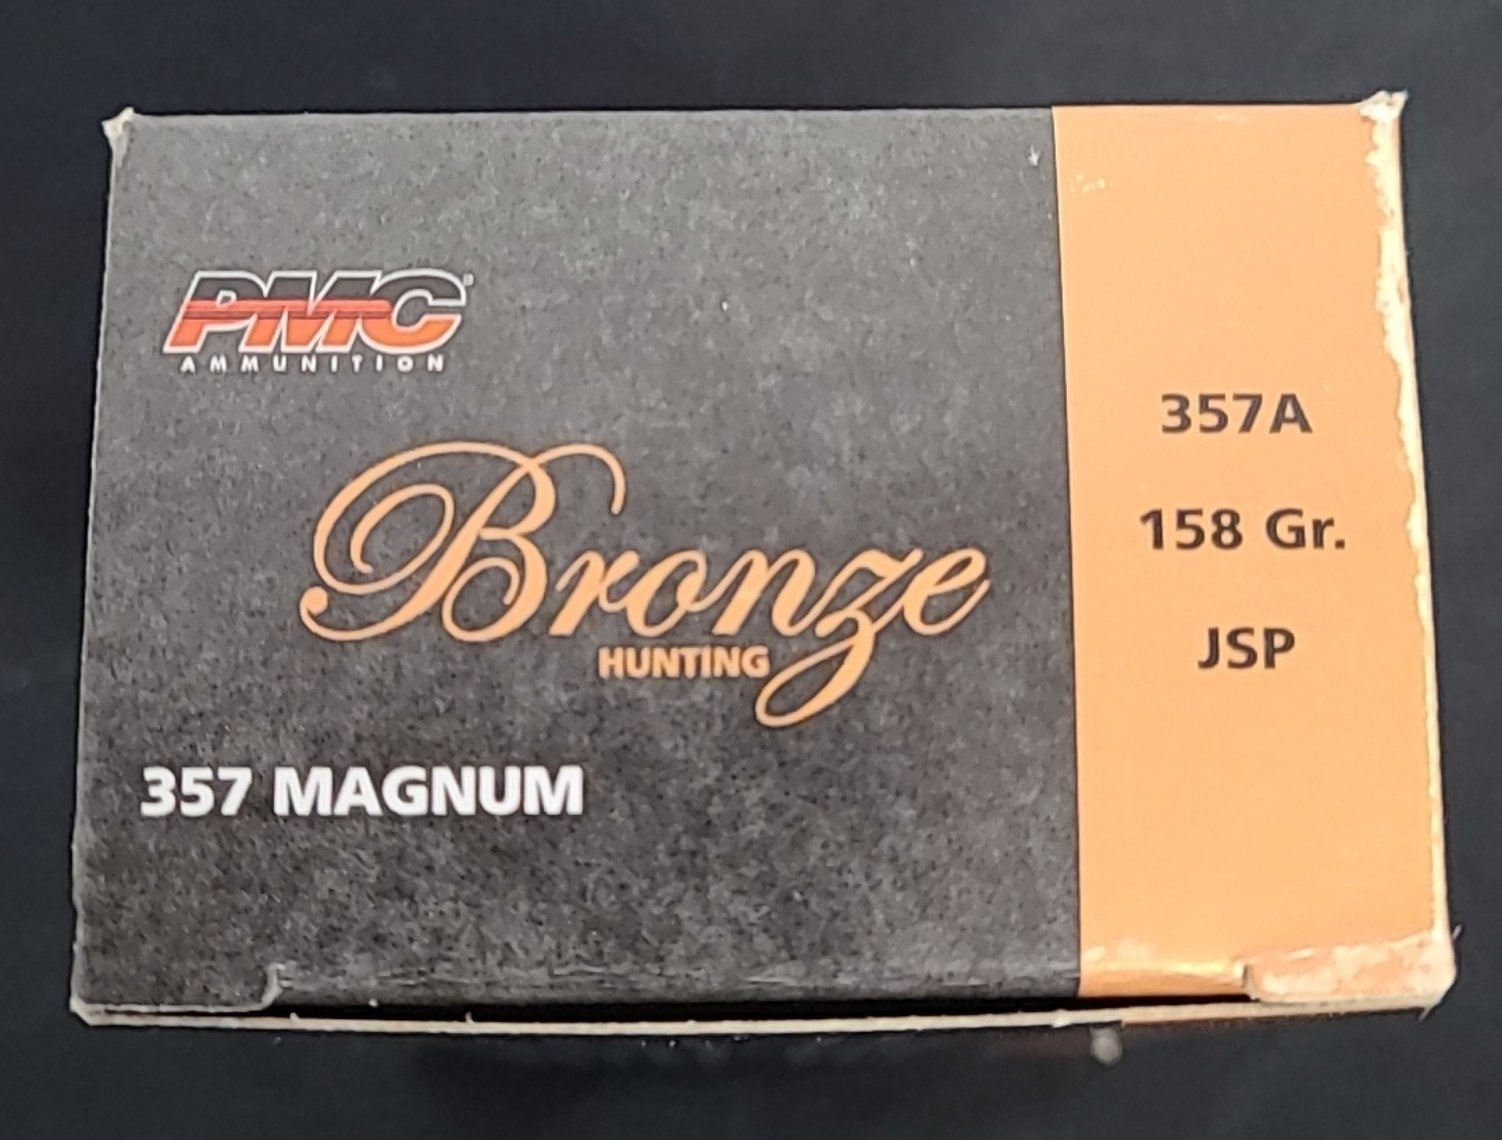 PMC®
AMMUNITION
Bronze
HUNTING
357 MAGNUM
357A
158 Gr.
JSP